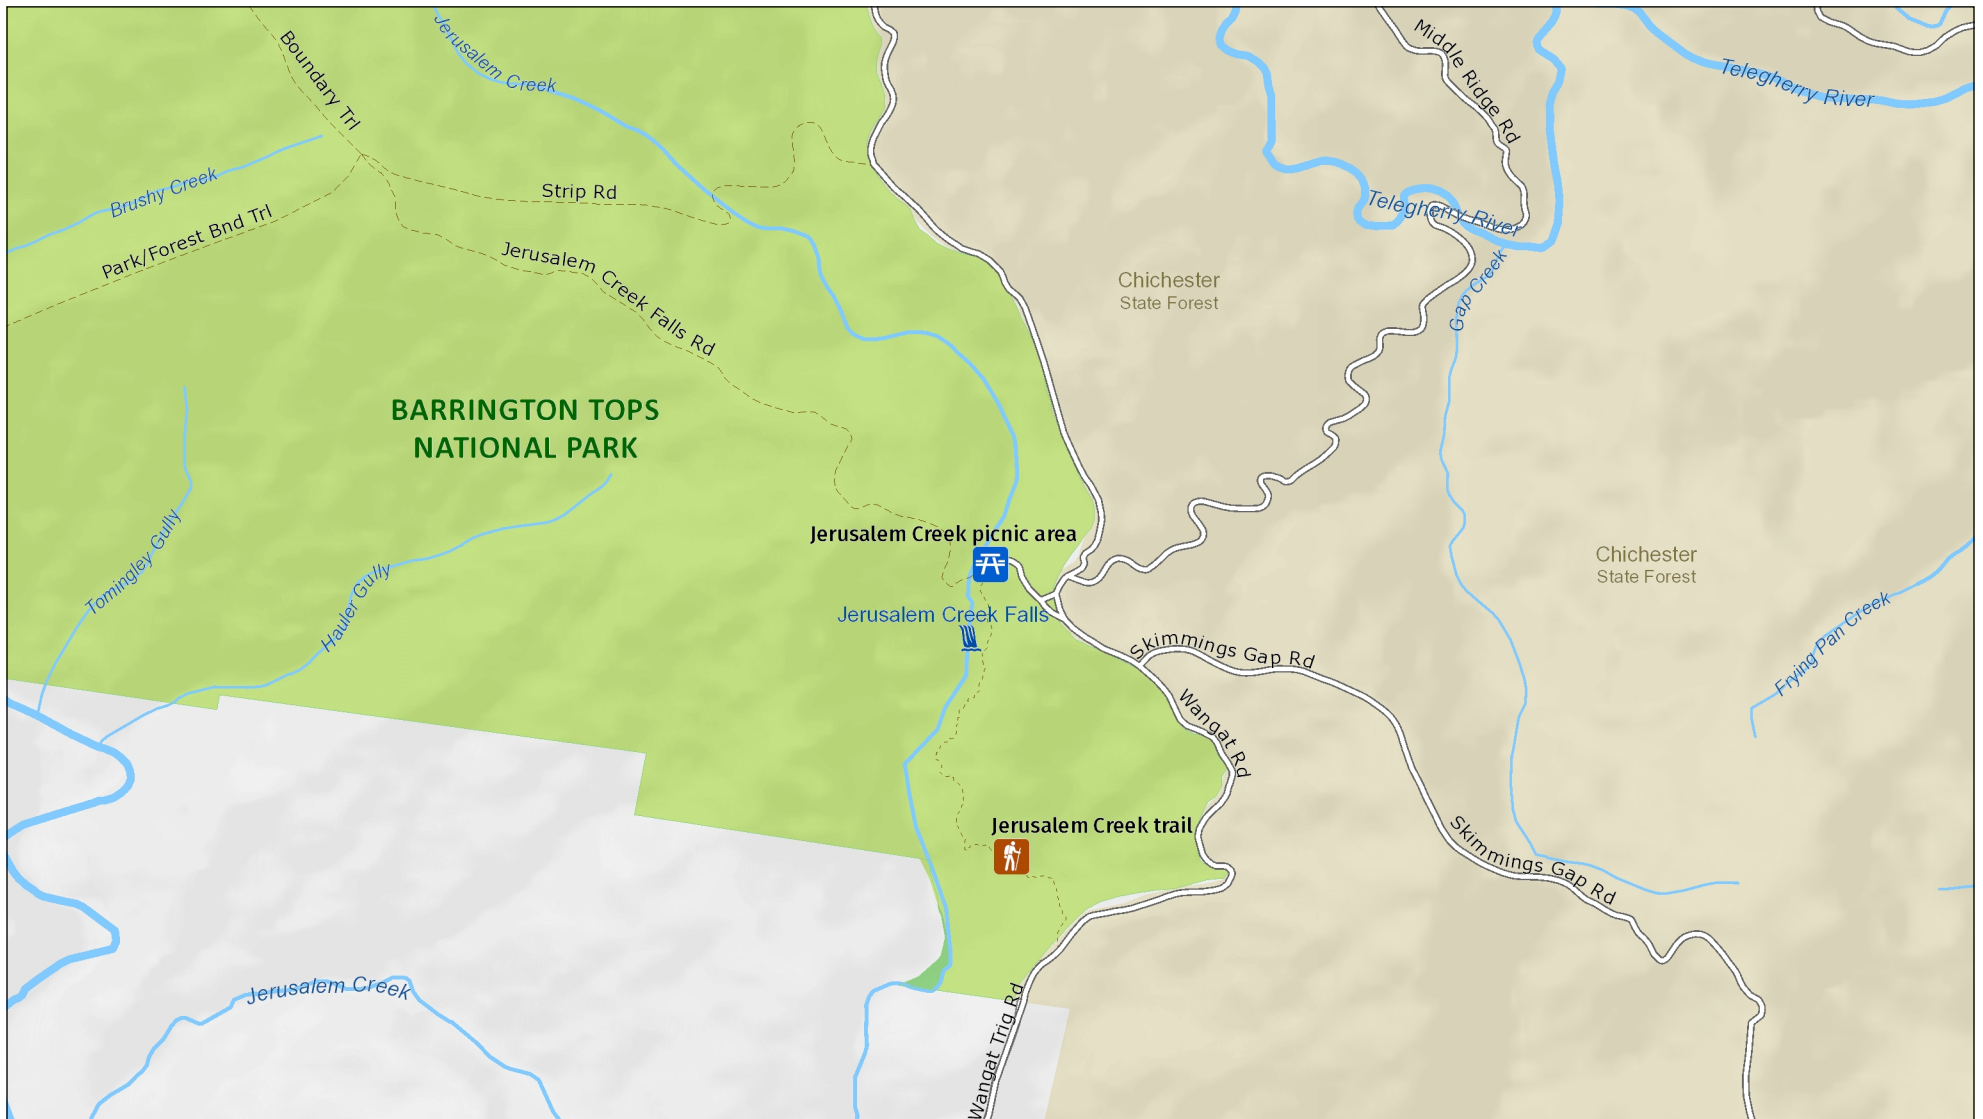 Boundary Trl
Jerusalem Creek
Middle Ridge Rd
Telegherry River
Brushy Creek
Strip Rd
Telegherry River
Park/Forest Bnd Trl
Jerusalem Creek Falls Rd
Chichester
State Forest
Gap Creek
BARRINGTON TOPS
NATIONAL PARK
Jerusalem Creek picnic area
Chichester
State Forest
Tomingley Gully
Hauler Gully
Jerusalem Creek Falls
Frying Pan Creek
Skimmings Gap Rd
Wangat Rd
Jerusalem Creek trail
Skimmings Gap Rd
Jerusalem Creek
Wangat Trig Rd